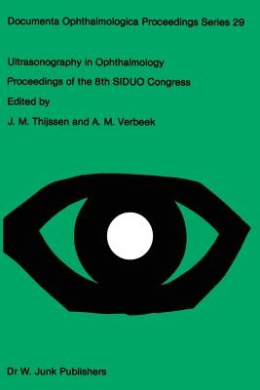 Documenta Ophthalmologica Proceedings Series 29
Ultrasonography in Ophthalmology
Proceedings of the 8th SIDUO Congress
Edited by
J. M. Thijssen and A. M. Verbeek
Dr W. Junk Publishers